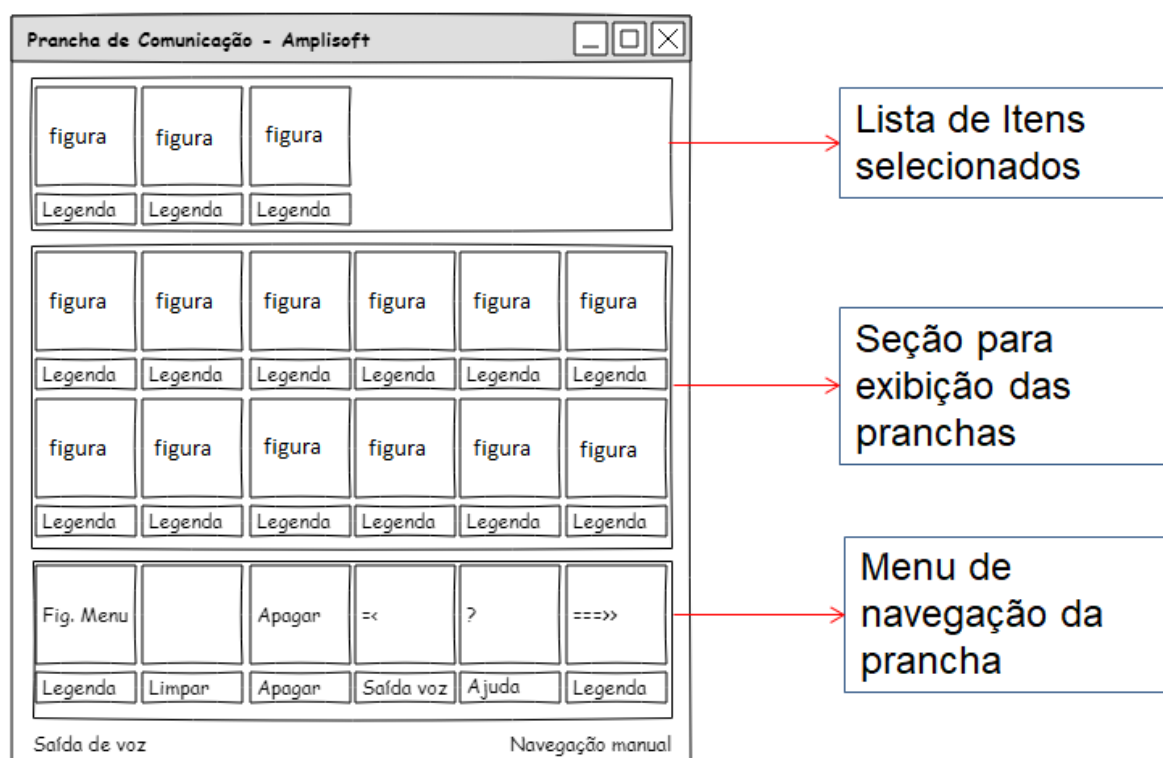 Prancha de Comunicação - Amplisoft
figura figura figura
Legenda Legenda Legenda
Lista de Itens
selecionados
figura figura figura figura figura figura
Legenda Legenda Legenda Legenda Legenda Legenda
figura figura figura figura figura figura
Legenda Legenda Legenda Legenda Legenda Legenda
Seção para
exibição das
pranchas
Fig. Menu Apagar =< ? ===>>
Legenda Limpar Apagar Saída voz Ajuda Legenda
Menu de
navegação da
prancha
Saída de voz Navegação manual